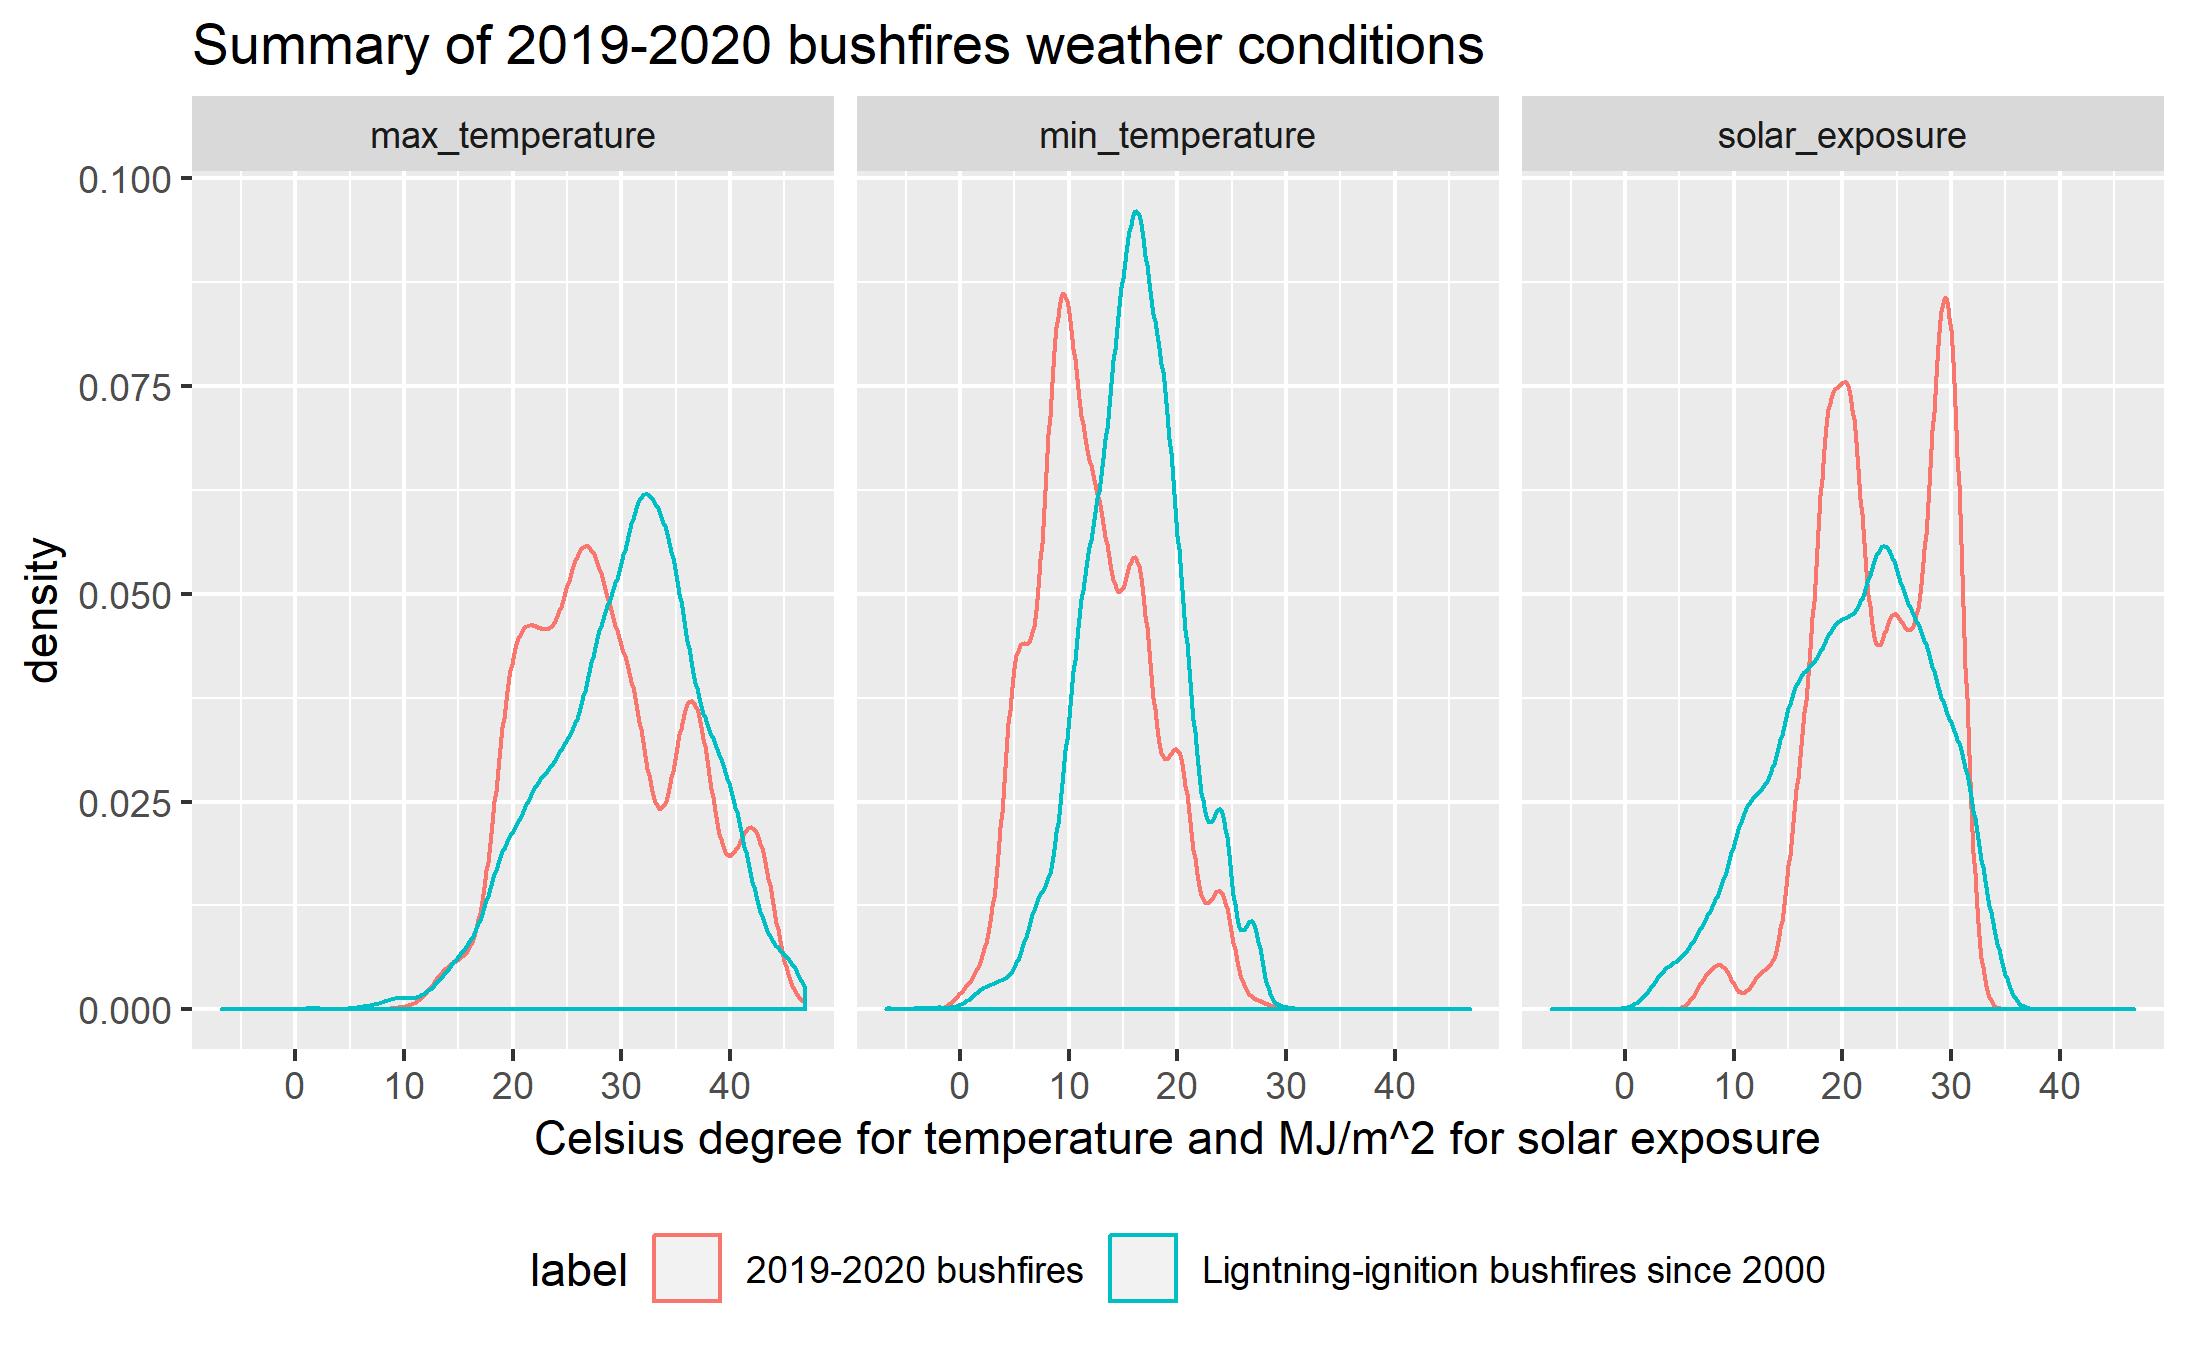 Summary of 2019-2020 bushfires weather conditions
max_temperature min_temperature solar_exposure
0.100
0.075
0.050
0.025
0.000
density
0 10 20 30 40 0 10 20 30 40 0 10 20 30 40
Celsius degree for temperature and MJ/m^2 for solar exposure
label 2019-2020 bushfires Ligntning-ignition bushfires since 2000